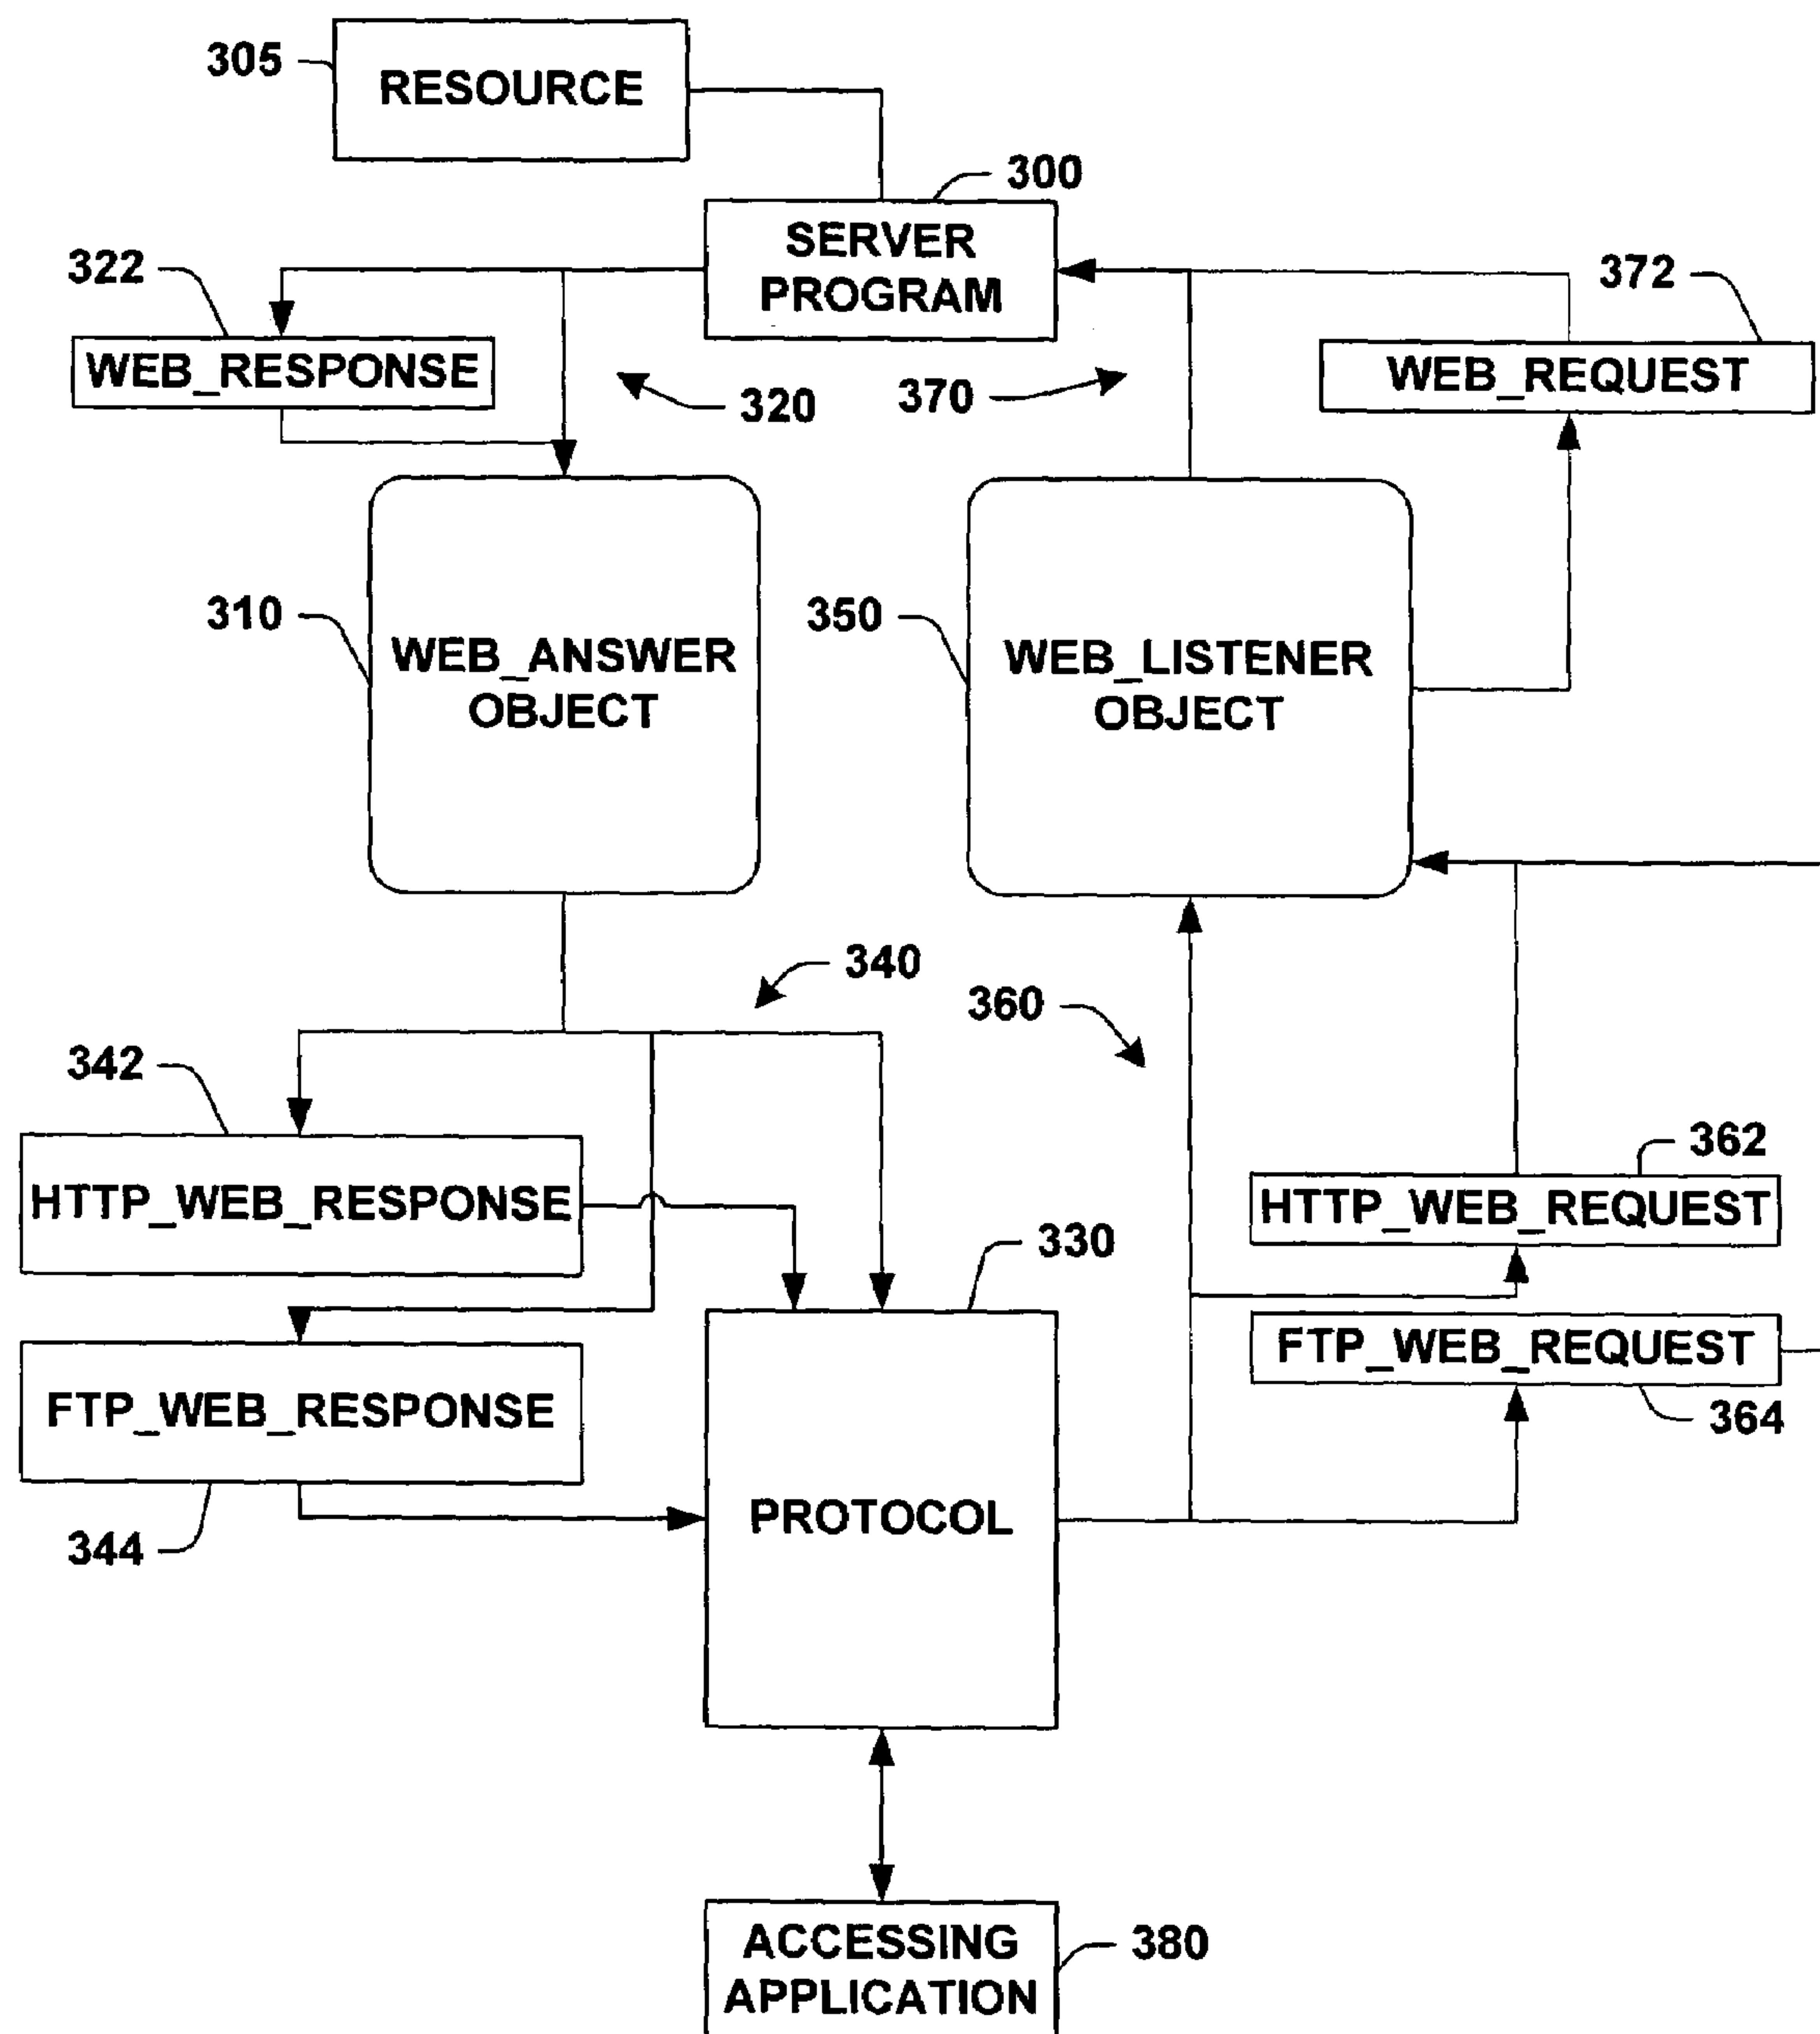 305
RESOURCE
300
SERVER
PROGRAM
322
372
WEB_RESPONSE
320
370
WEB_REQUEST
310
WEB_ANSWER
OBJECT
350
WEB_LISTENER
OBJECT
340
360
342
HTTP_WEB_RESPONSE
362
HTTP_WEB_REQUEST
330
FTP_WEB_REQUEST
364
FTP_WEB_RESPONSE
344
PROTOCOL
ACCESSING
APPLICATION
380